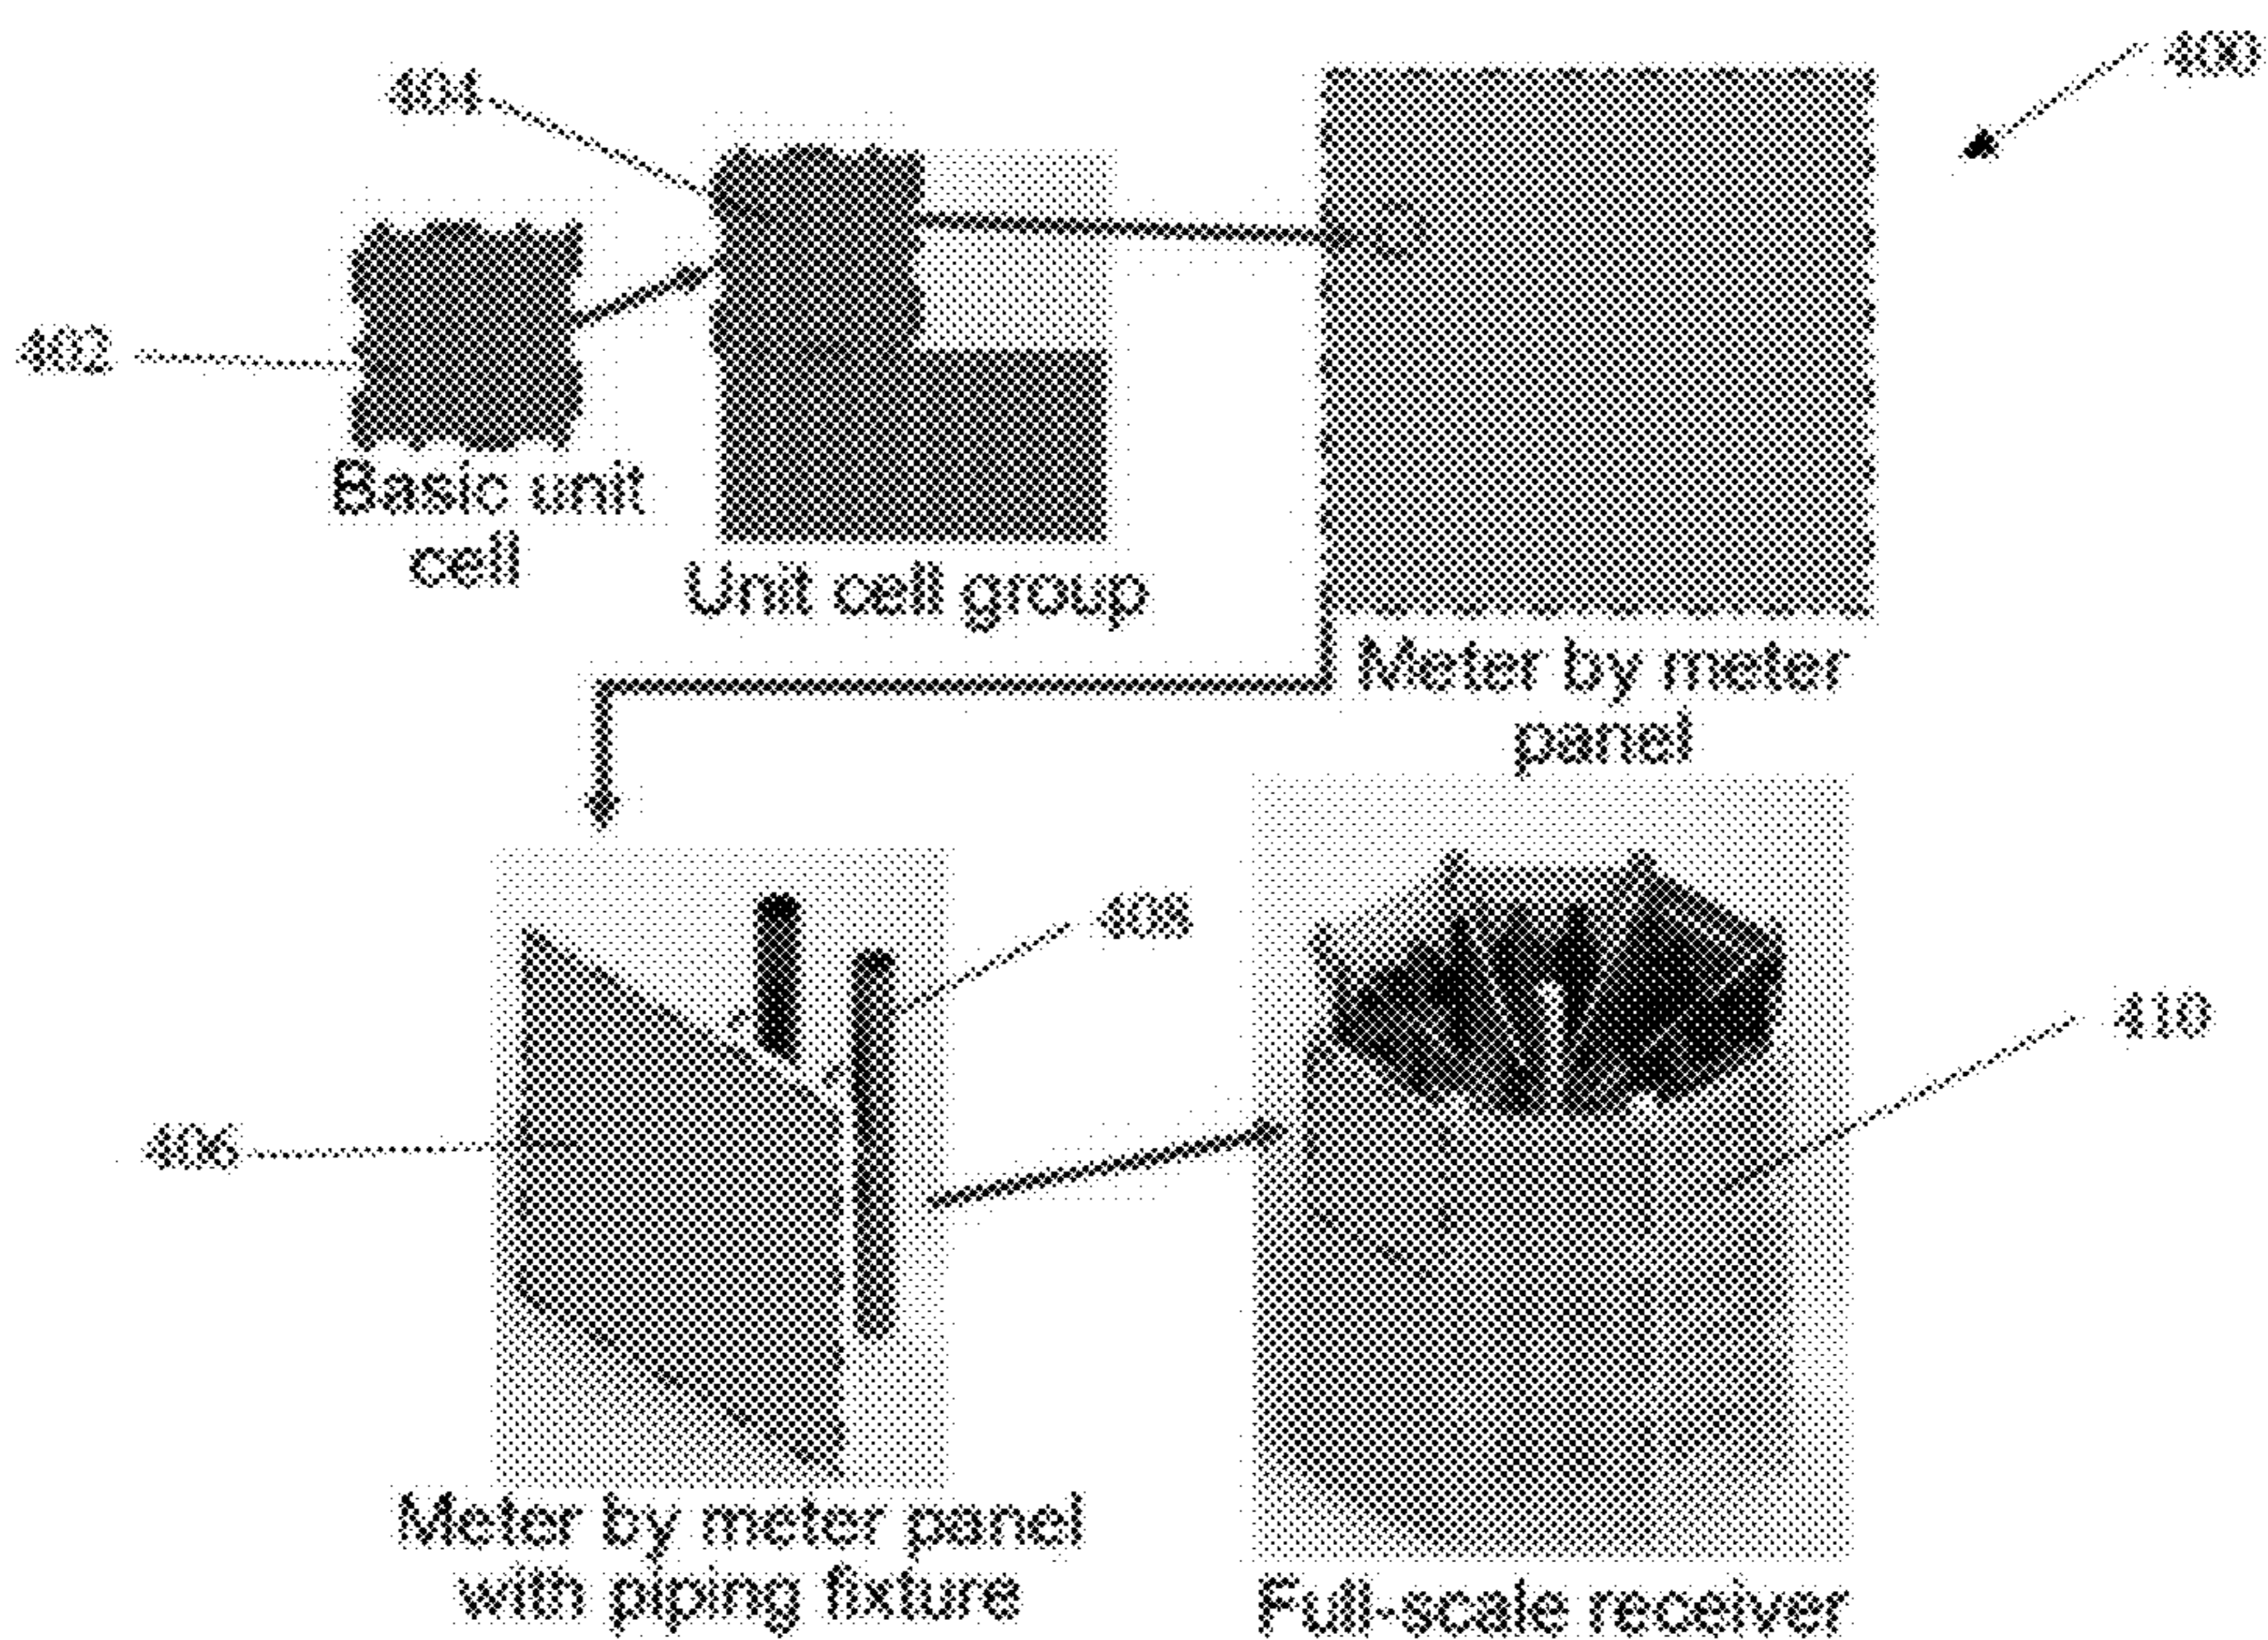 400
404
402
Basic unit
cell
Unit cell group
Meter by meter
panel
408
410
406
Meter by meter panel
with piping fixture
Full-scale receiver